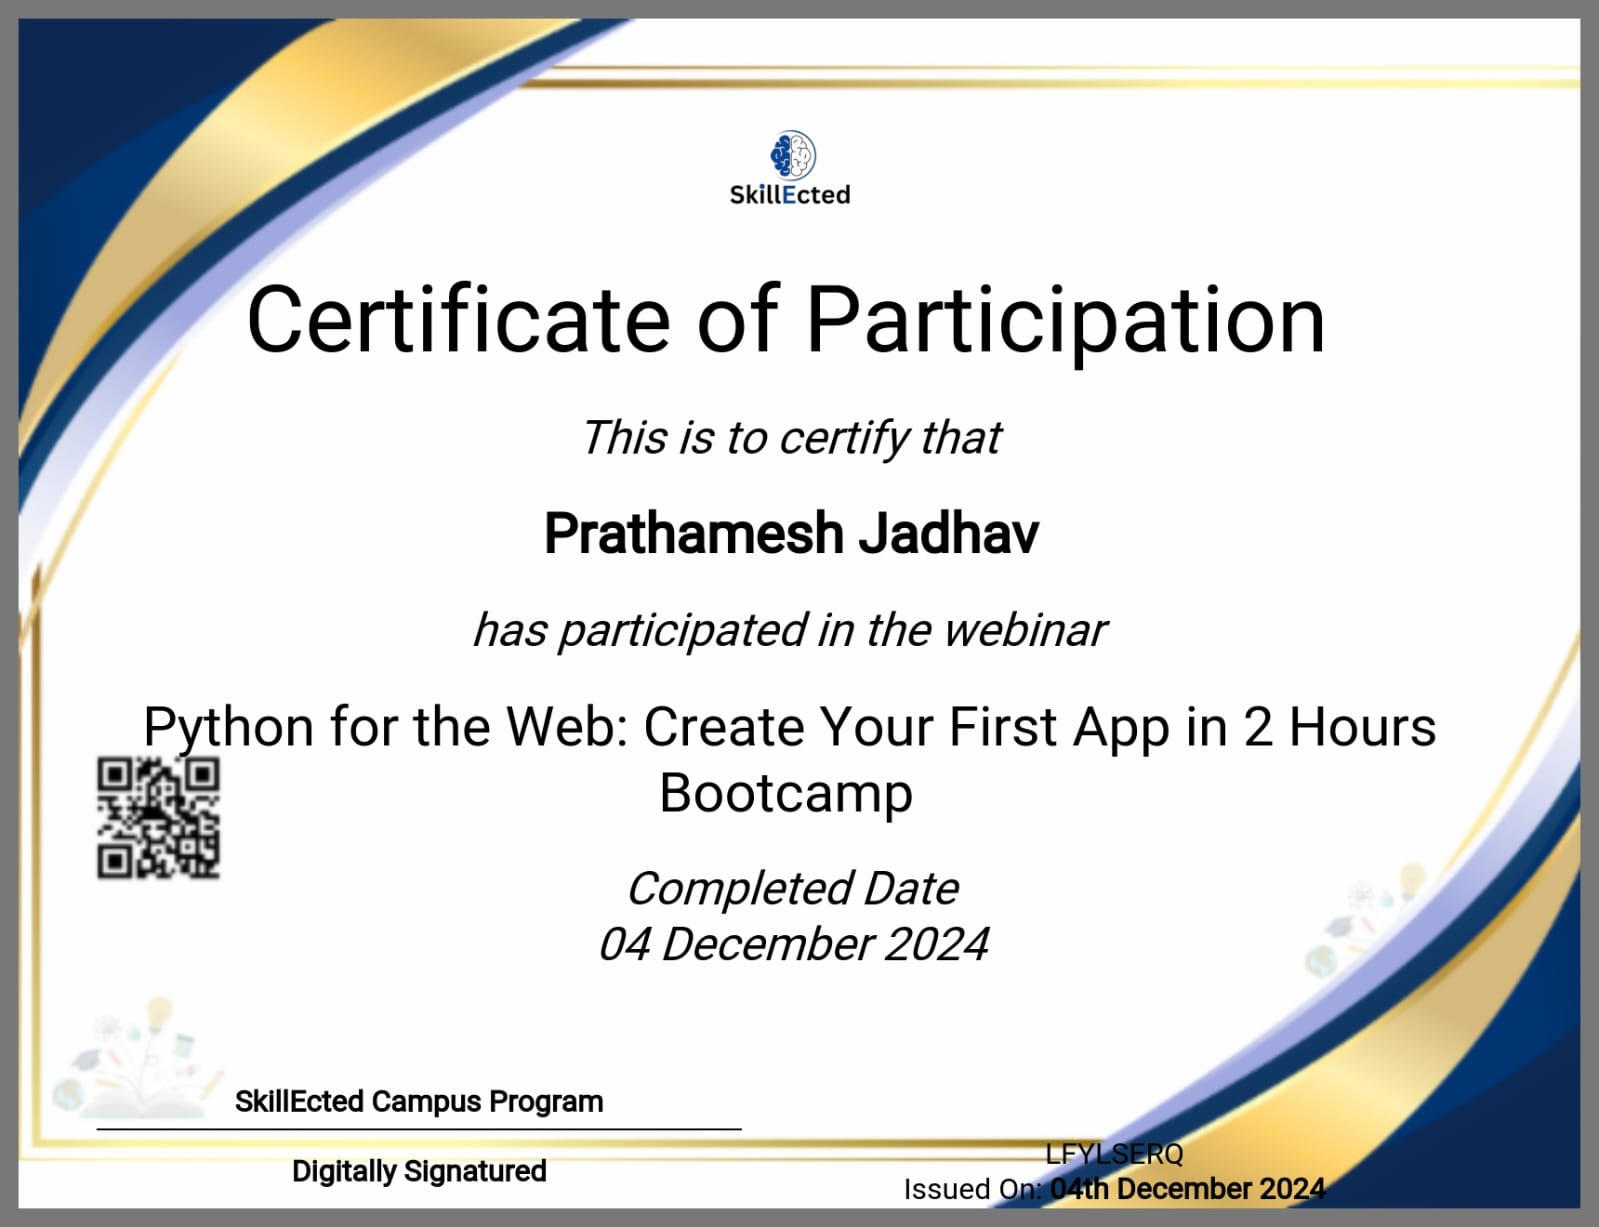 SkillEcted
Certificate of Participation
This is to certify that
Prathamesh Jadhav
has participated in the webinar
Python for the Web: Create Your First App in 2 Hours
Bootcamp
Completed Date
04 December 2024
SkillEcted Campus Program
Digitally Signatured
LFYLSERQ
Issued On: 04th December 2024